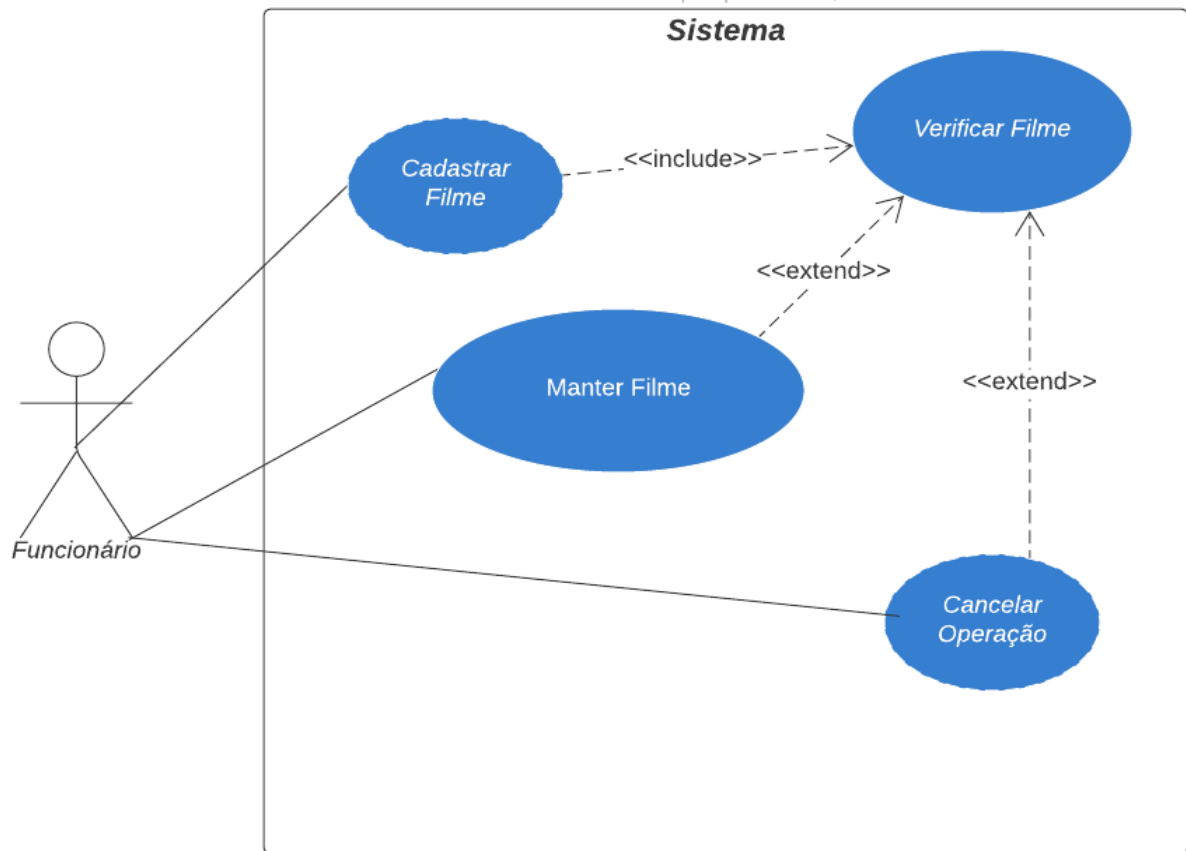 Sistema
Verificar Filme
Cadastrar
Filme
<<include>>
<<extend>>
Manter Filme
<<extend>>
Funcionário
Cancelar
Operação